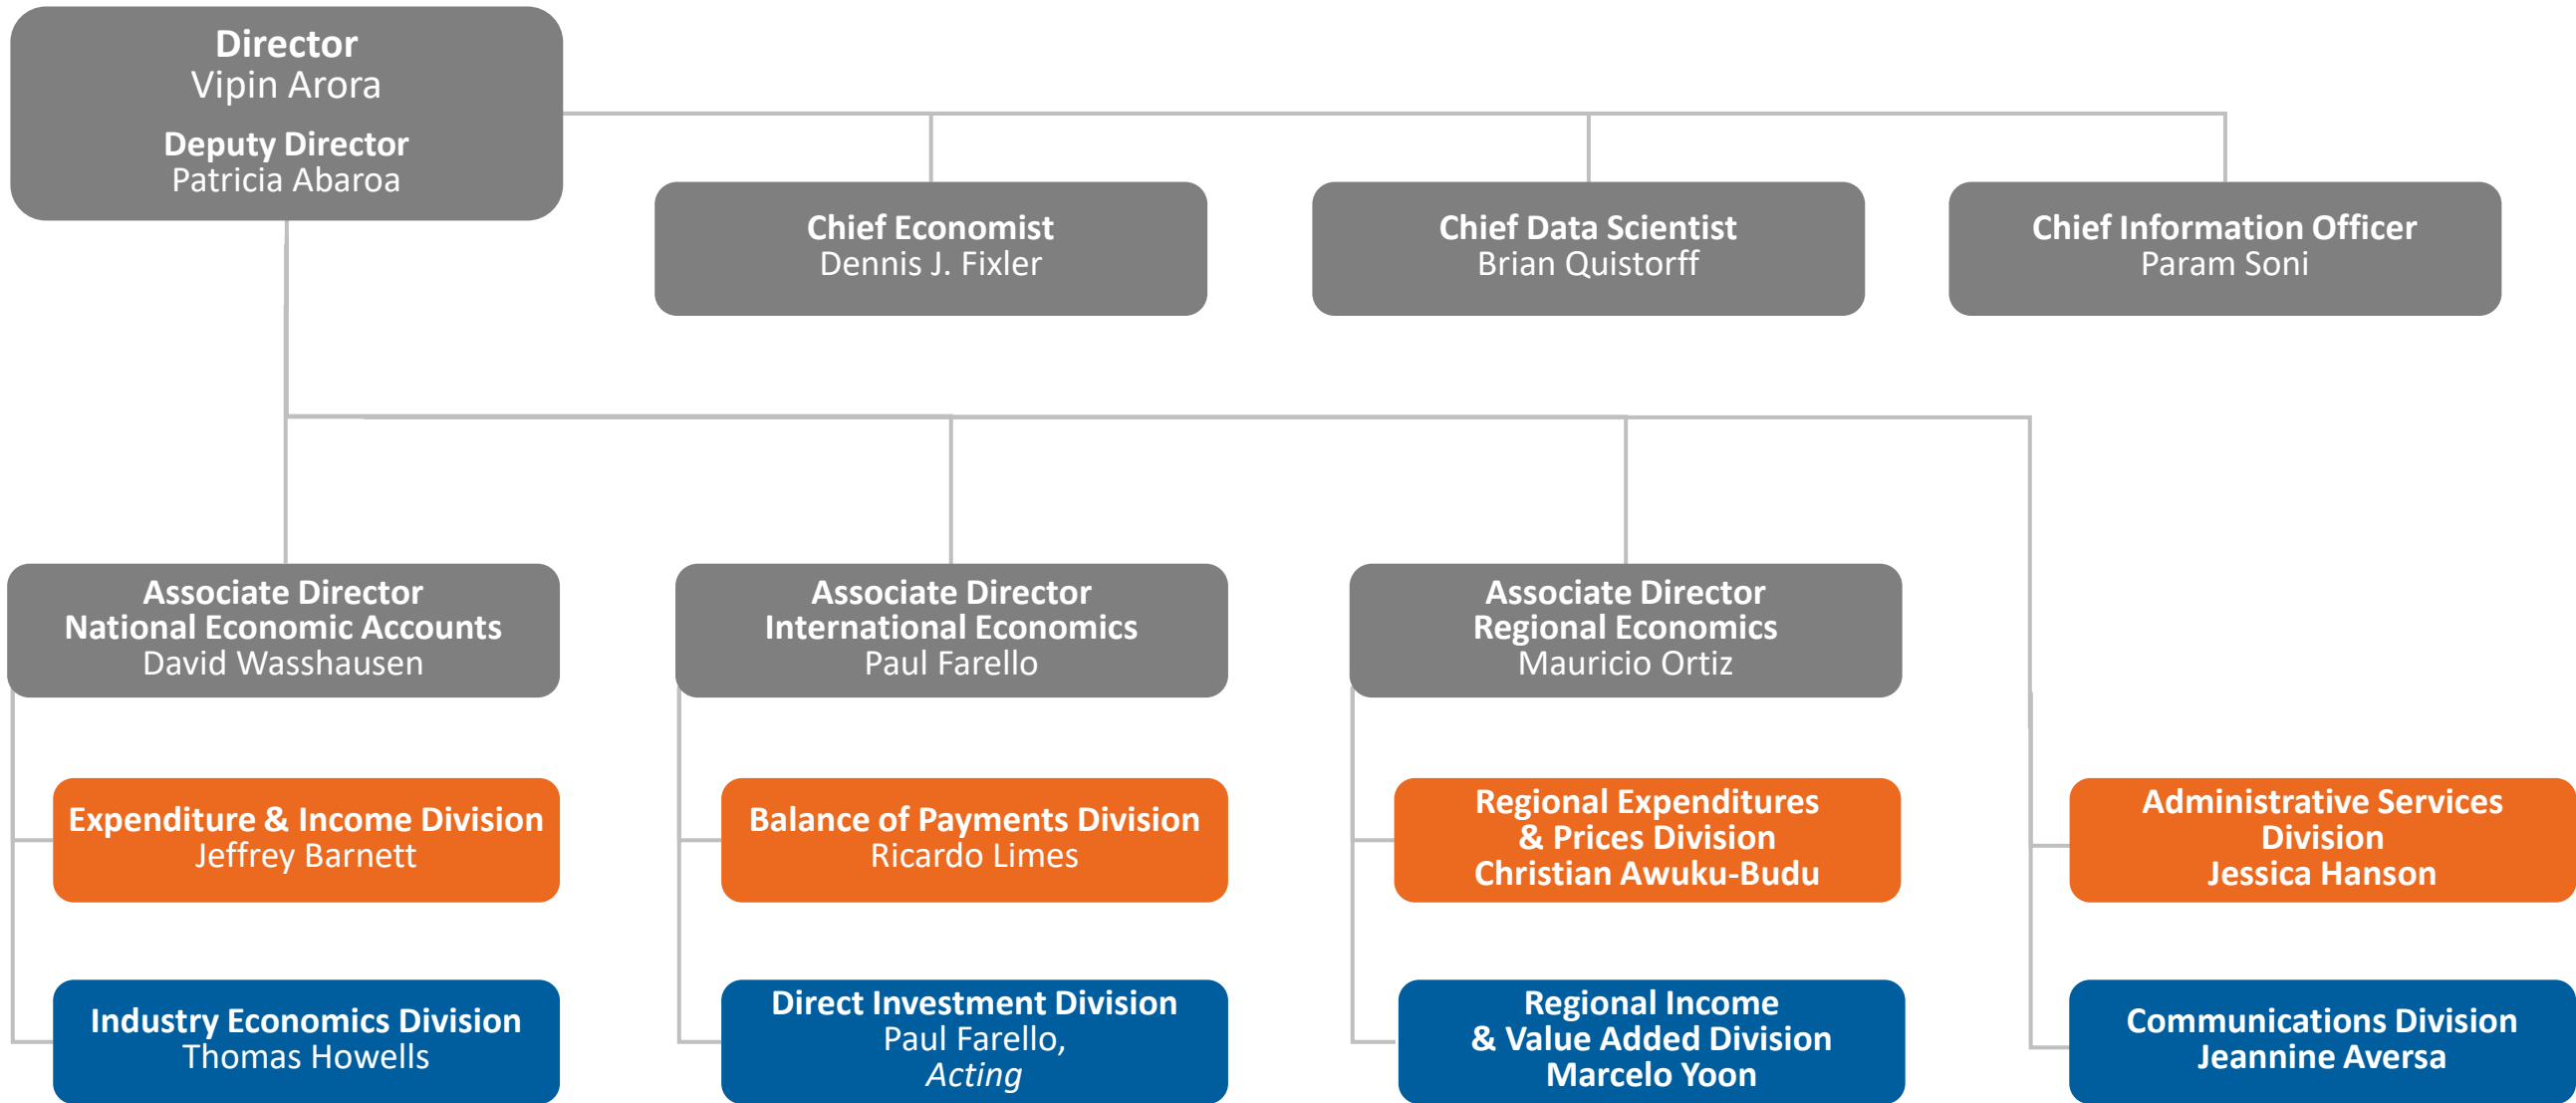 Director
Vipin Arora
Deputy Director
Patricia Abaroa
Chief Economist
Dennis J. Fixler
Chief Data Scientist
Brian Quistorff
Chief Information Officer
Param Soni
Associate Director
National Economic Accounts
David Wasshausen
Associate Director
International Economics
Paul Farello
Associate Director
Regional Economics
Mauricio Ortiz
Expenditure & Income Division
Jeffrey Barnett
Balance of Payments Division
Ricardo Limes
Regional Expenditures
& Prices Division
Christian Awuku-Budu
Administrative Services
Division
Jessica Hanson
Industry Economics Division
Thomas Howells
Direct Investment Division
Paul Farello,
Acting
Regional Income
& Value Added Division
Marcelo Yoon
Communications Division
Jeannine Aversa